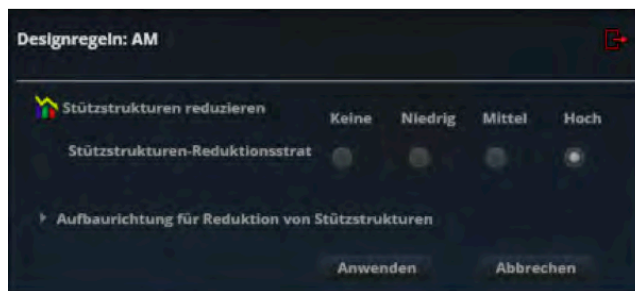 Designregeln: AM
Stützstrukturen reduzieren
Keine Niedrig Mittel Hoch
Stützstrukturen-Reduktionsstrat
Aufbaurichtung für Reduktion von Stützstrukturen
Anwenden Abbrechen